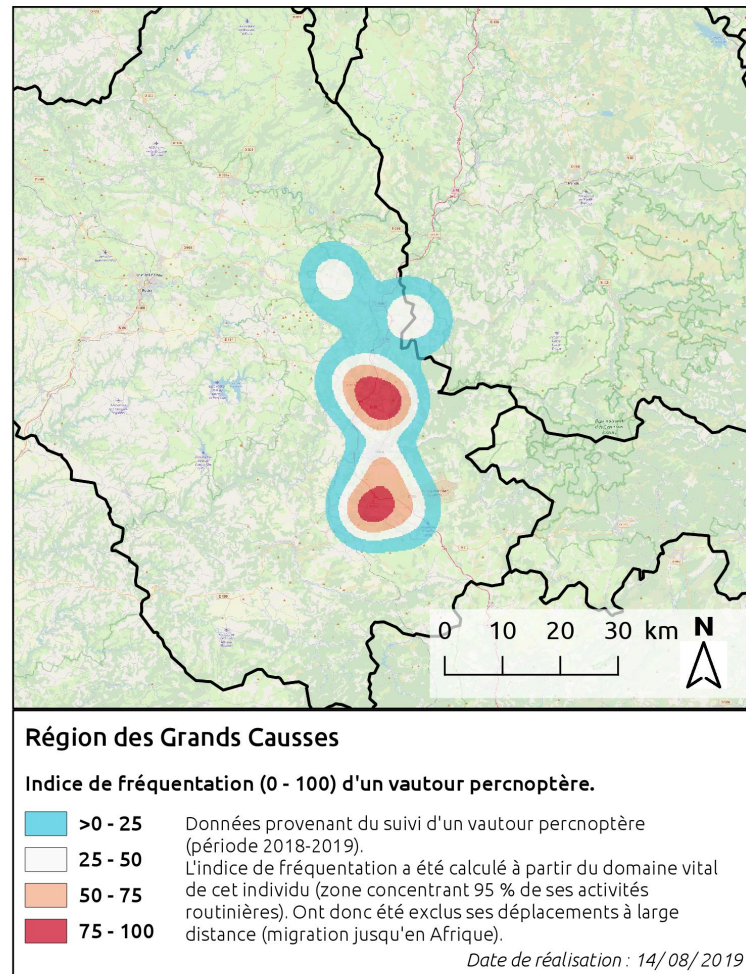 0 10 20 30 km N
Région des Grands Causses
Indice de fréquentation (0 - 100) d'un vautour percnoptère.
>0 - 25
25 - 50
50 - 75
75 - 100
Données provenant du suivi d'un vautour percnoptère
(période 2018-2019).
L'indice de fréquentation a été calculé à partir du domaine vital
de cet individu (zone concentrant 95 % de ses activités
routinières). Ont donc été exclus ses déplacements à large
distance (migration jusqu'en Afrique).
Date de réalisation : 14/ 08/ 2019